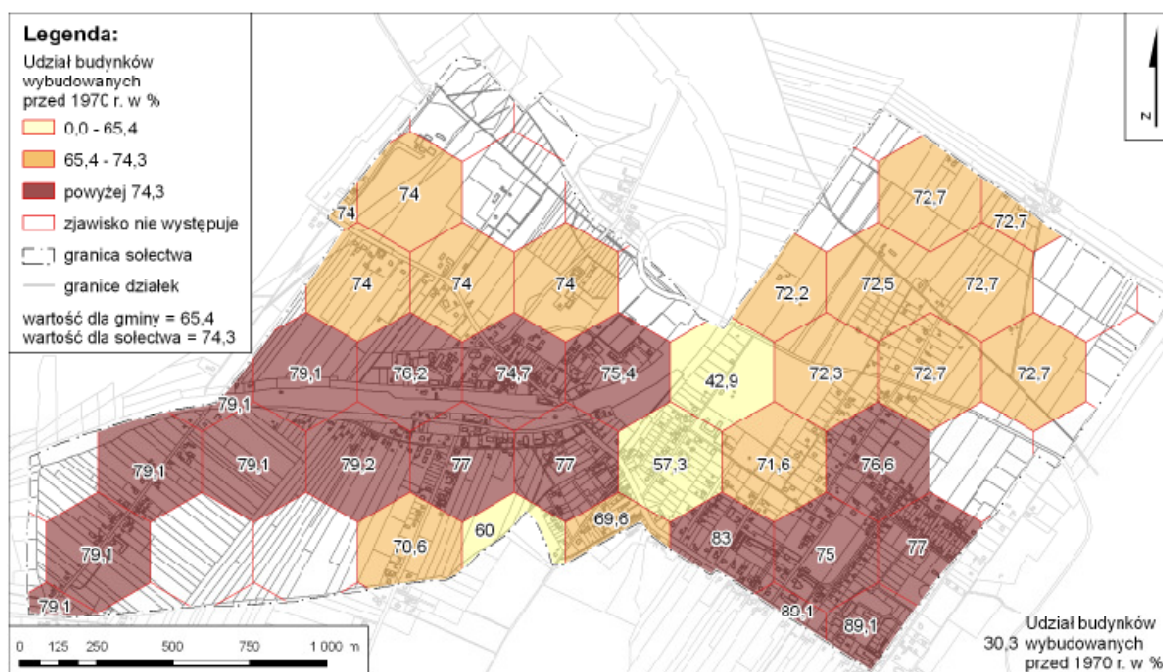 Legenda:
Udział budynków
wybudowanych
przed 1970 r. w %
0,0 - 65,4
65,4 - 74,3
powyżej 74,3
zjawisko nie występuje
granica sołectwa
granice działek
wartość dla gminy = 65,4
wartość dla sołectwa = 74,3
N
74
74
72,7
72,7
74
74
74
72,2
72,5
72,7
79,1
76,2
74,7
75,4
42,9
72,3
72,7
72,7
79,1
79,1
79,1
79,2
77
77
57,3
71,6
76,6
79,1
70,6
60
69,6
83
75
77
79,1
89,1
89,1
0 125 250 500 750 1 000 m
Udział budynków
30,3 wybudowanych
przed 1970 r. w %